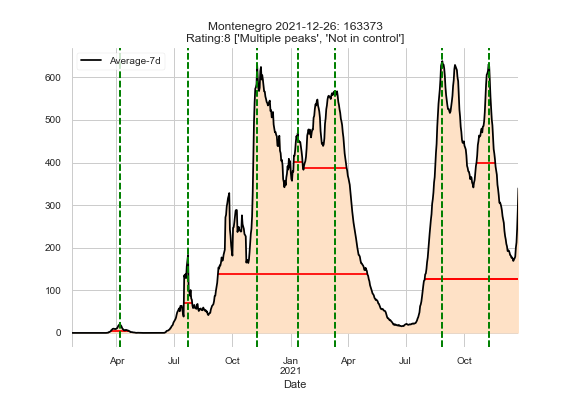 Montenegro 2021-12-26: 163373
Rating:8 ['Multiple peaks', 'Not in control']
Average-7d
600
500
400
300
200
100
0
Apr Jul Oct Jan Apr Jul Oct
2021
Date